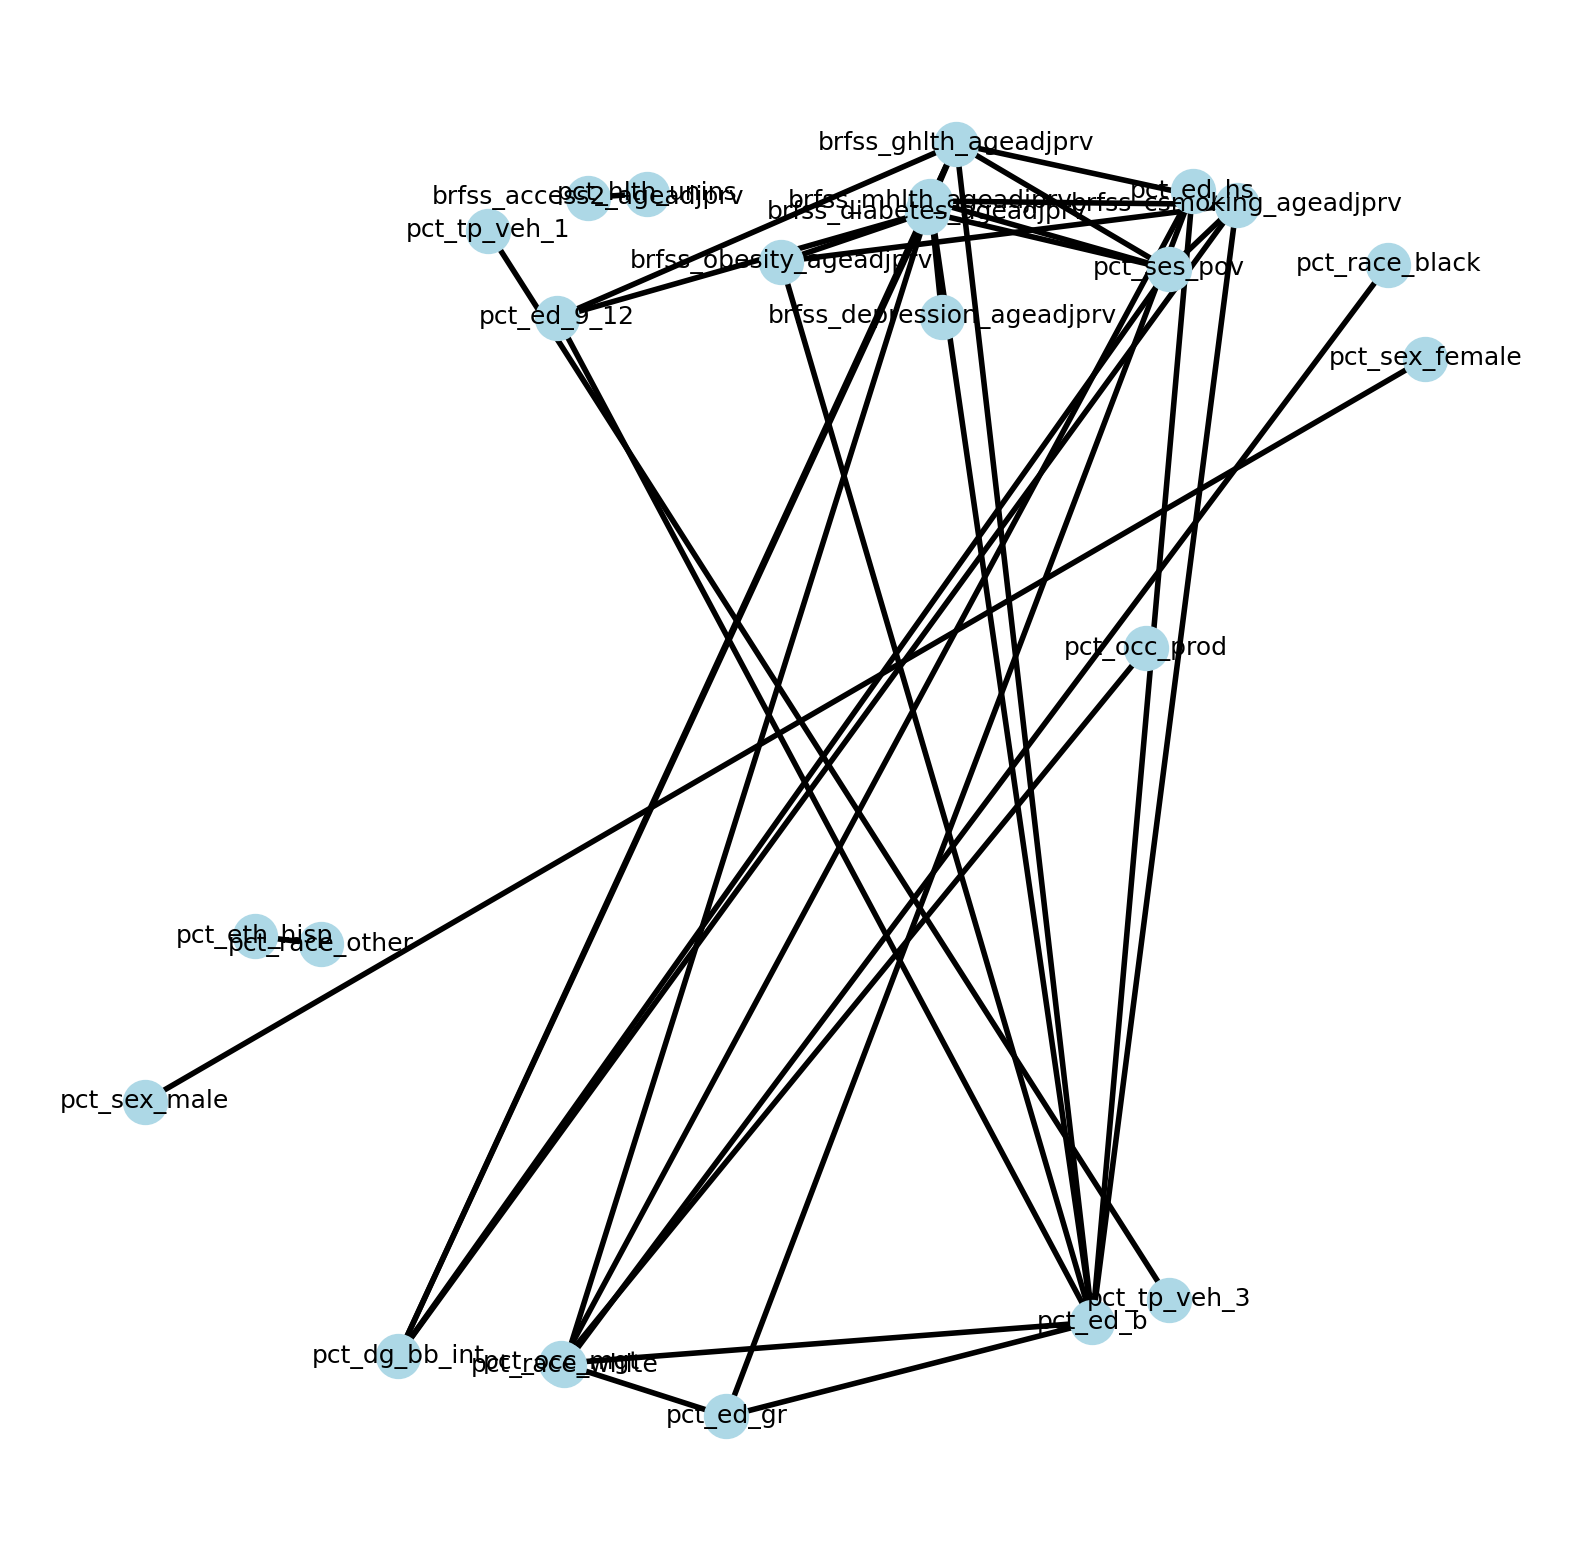 brfss_ghlth_ageadjprv
pct_hlth_unins
brfss_access2_ageadjprv
pct_ed_hs
brfss_mhlth_ageadjprv
brfss_csmoking_ageadjprv
brfss_diabetes_ageadjprv
pct_tp_veh_1
brfss_obesity_ageadjprv
pct_ses_pov
pct_race_black
pct_ed_9_12
brfss_depression_ageadjprv
pct_sex_female
pct_occ_prod
pct_eth_hisp
pct_race_other
pct_sex_male
pct_tp_veh_3
pct_ed_b
pct_dg_bb_int
pct_occ_mgt
pct_race_white
pct_ed_gr